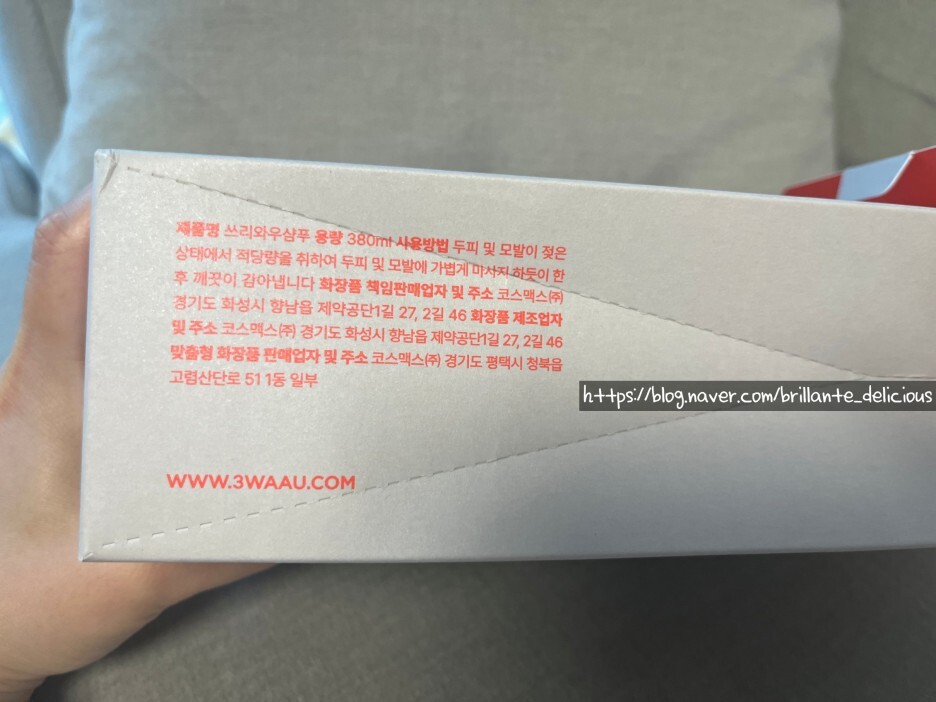 제품명 쓰리와우샴푸 용량 380ml 사용방법 두피 및 모발이 젖은
상태에서 적당량을 취하여 두피 및 모발에 가볍게 마사지 하듯이 한
후 깨끗이 감아냅니다 화장품 책임판매업자 및 주소 코스맥스㈜
경기도 화성시 향남읍 제약공단1길 27, 2길 46 화장품 제조업자
및 주소 코스맥스㈜ 경기도 화성시 향남읍 제약공단1길 27, 2길 46
맞춤형 화장품 판매업자 및 주소 코스맥스㈜ 경기도 평택시 청북읍
고렴산단로 51 1동 일부
https://blog.naver.com/brillante_delicious
WWW.3WAAU.COM